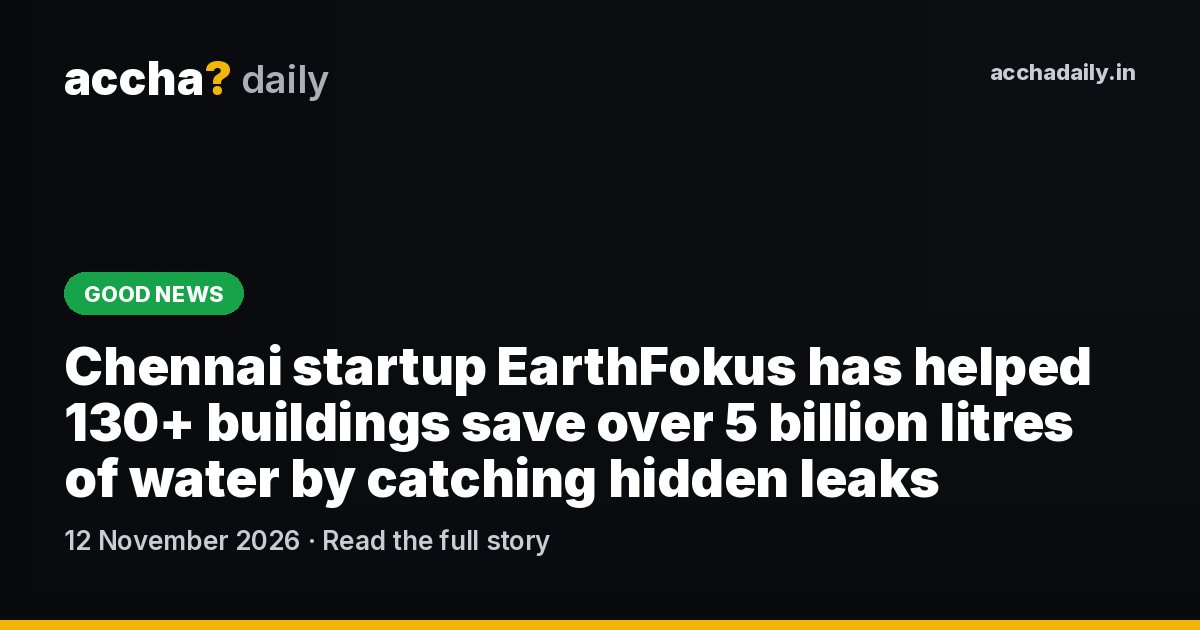 accha? daily
acchadaily.in
GOOD NEWS
Chennai startup EarthFokus has helped
130+ buildings save over 5 billion litres
of water by catching hidden leaks
12 November 2026 · Read the full story